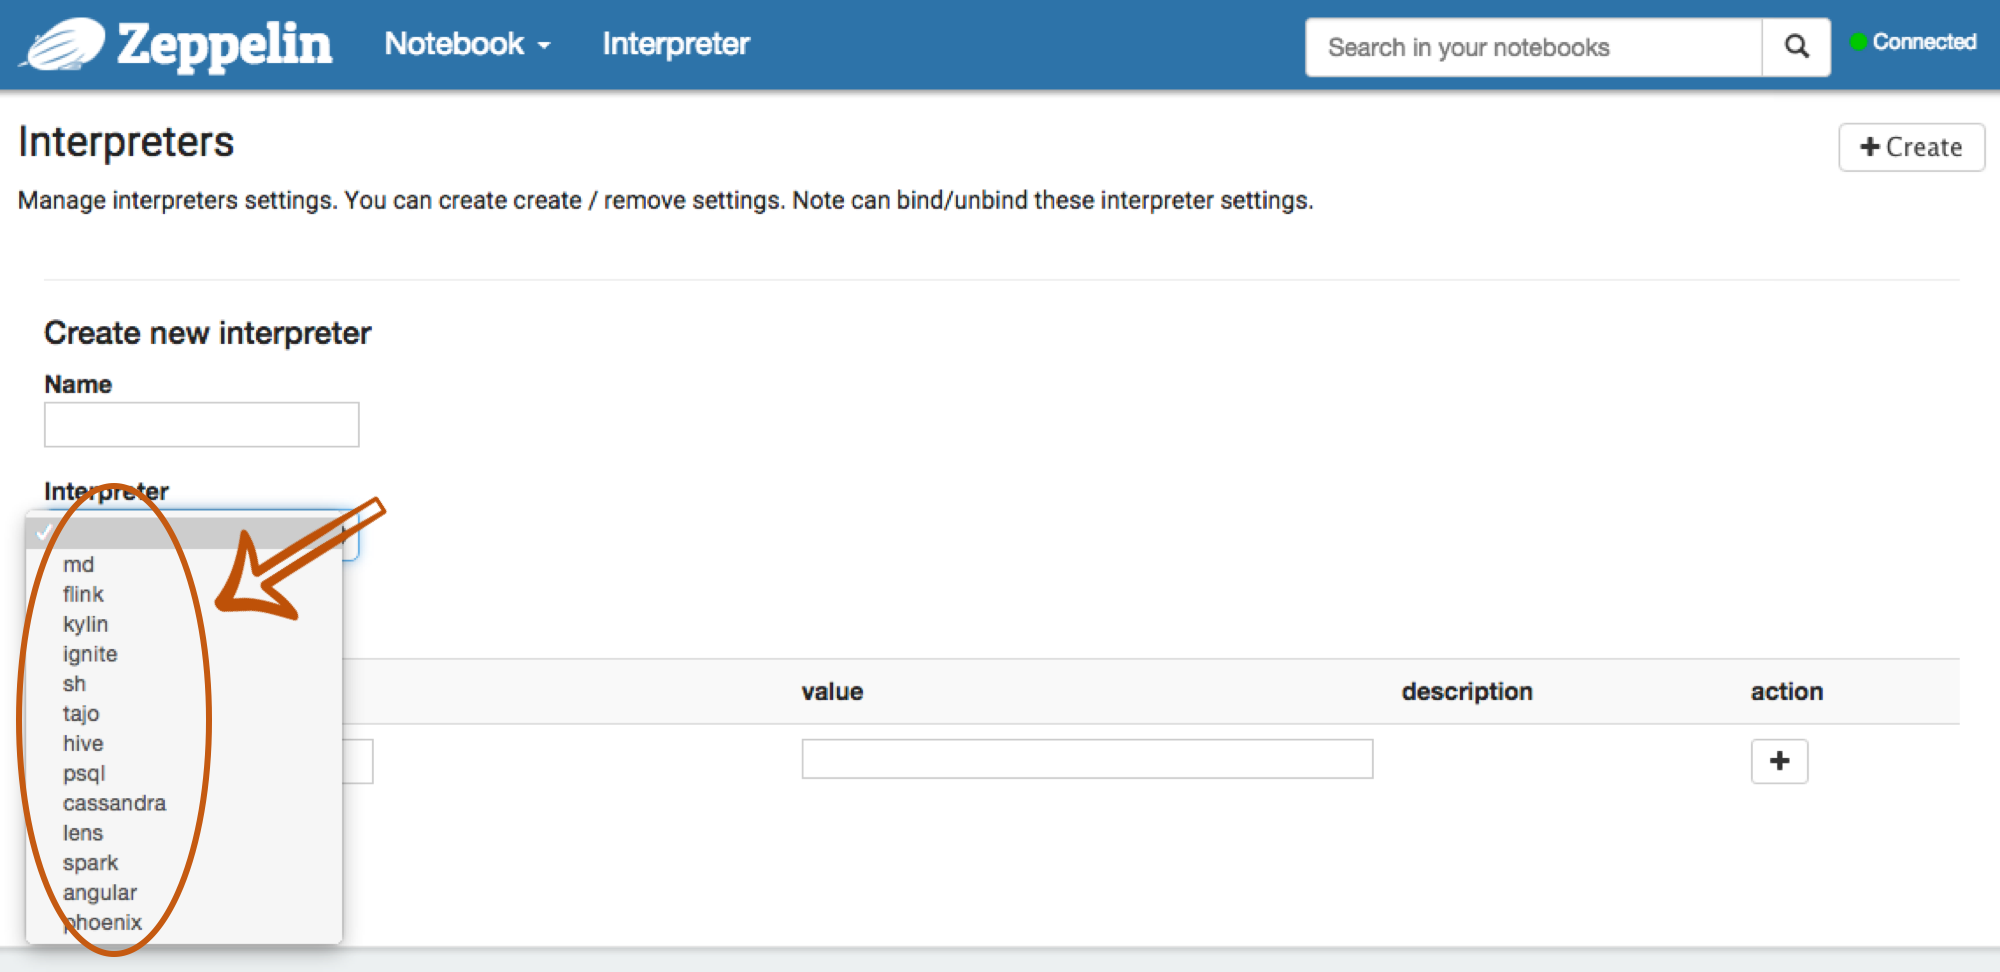 Zeppelin Notebook Interpreter Search in your notebooks Connected
Interpreters
+ Create
Manage interpreters settings. You can create create / remove settings. Note can bind/unbind these interpreter settings.
Create new interpreter
Name
Interpreter
md
flink
kylin
ignite
sh
tajo
hive
psql
cassandra
lens
spark
angular
phoenix
value description action